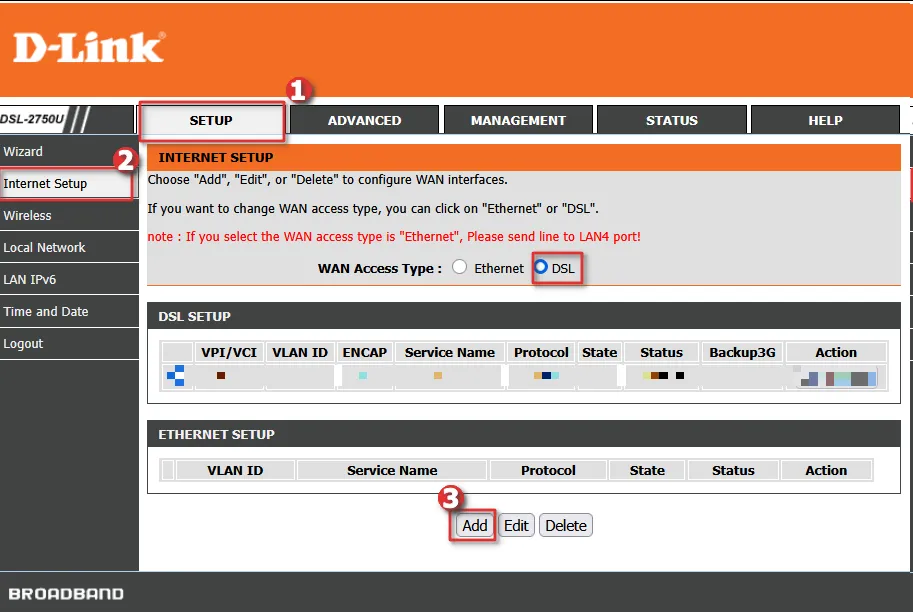 D-Link®
1
DSL-2750U
SETUP
ADVANCED
MANAGEMENT
STATUS
HELP
2
Wizard
Internet Setup
Wireless
Local Network
LAN IPv6
Time and Date
Logout
INTERNET SETUP
Choose "Add", "Edit", or "Delete" to configure WAN interfaces.
If you want to change WAN access type, you can click on "Ethernet" or "DSL".
note : If you select the WAN access type is "Ethernet", Please send line to LAN4 port!
WAN Access Type : Ethernet DSL
DSL SETUP
VPI/VCI VLAN ID ENCAP Service Name Protocol State Status Backup3G Action
ETHERNET SETUP
VLAN ID Service Name Protocol State Status Action
3
Add Edit Delete
BROADBAND